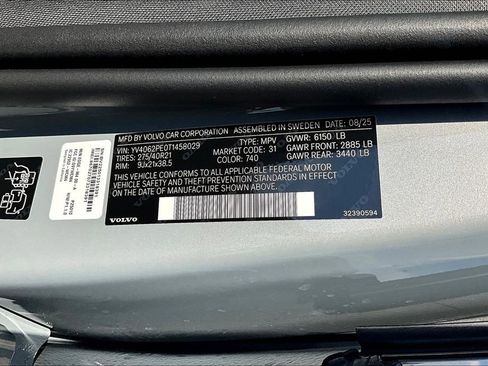 MFD BY VOLVO CAR CORPORATION ASSEMBLED IN SWEDEN 08/25
VIN: YV4062PE0T1458029 TYPE: MPV GVWR: 6150 LB
TIRES: 275/40R21 MARKET CODE: 31 GAWR FRONT: 2885 LB
RIM: 9Jx21x38.5 COLOR: 740 GAWR REAR: 3440 LB
THIS VEHICLE CONFORMS TO ALL APPLICABLE FEDERAL MOTOR
VEHICLE SAFETY AND THEFT PREVENTION STANDARDS IN EFFECT
ON THE DATE OF MANUFACTURE SHOWN ABOVE.
VOLVO
32390594